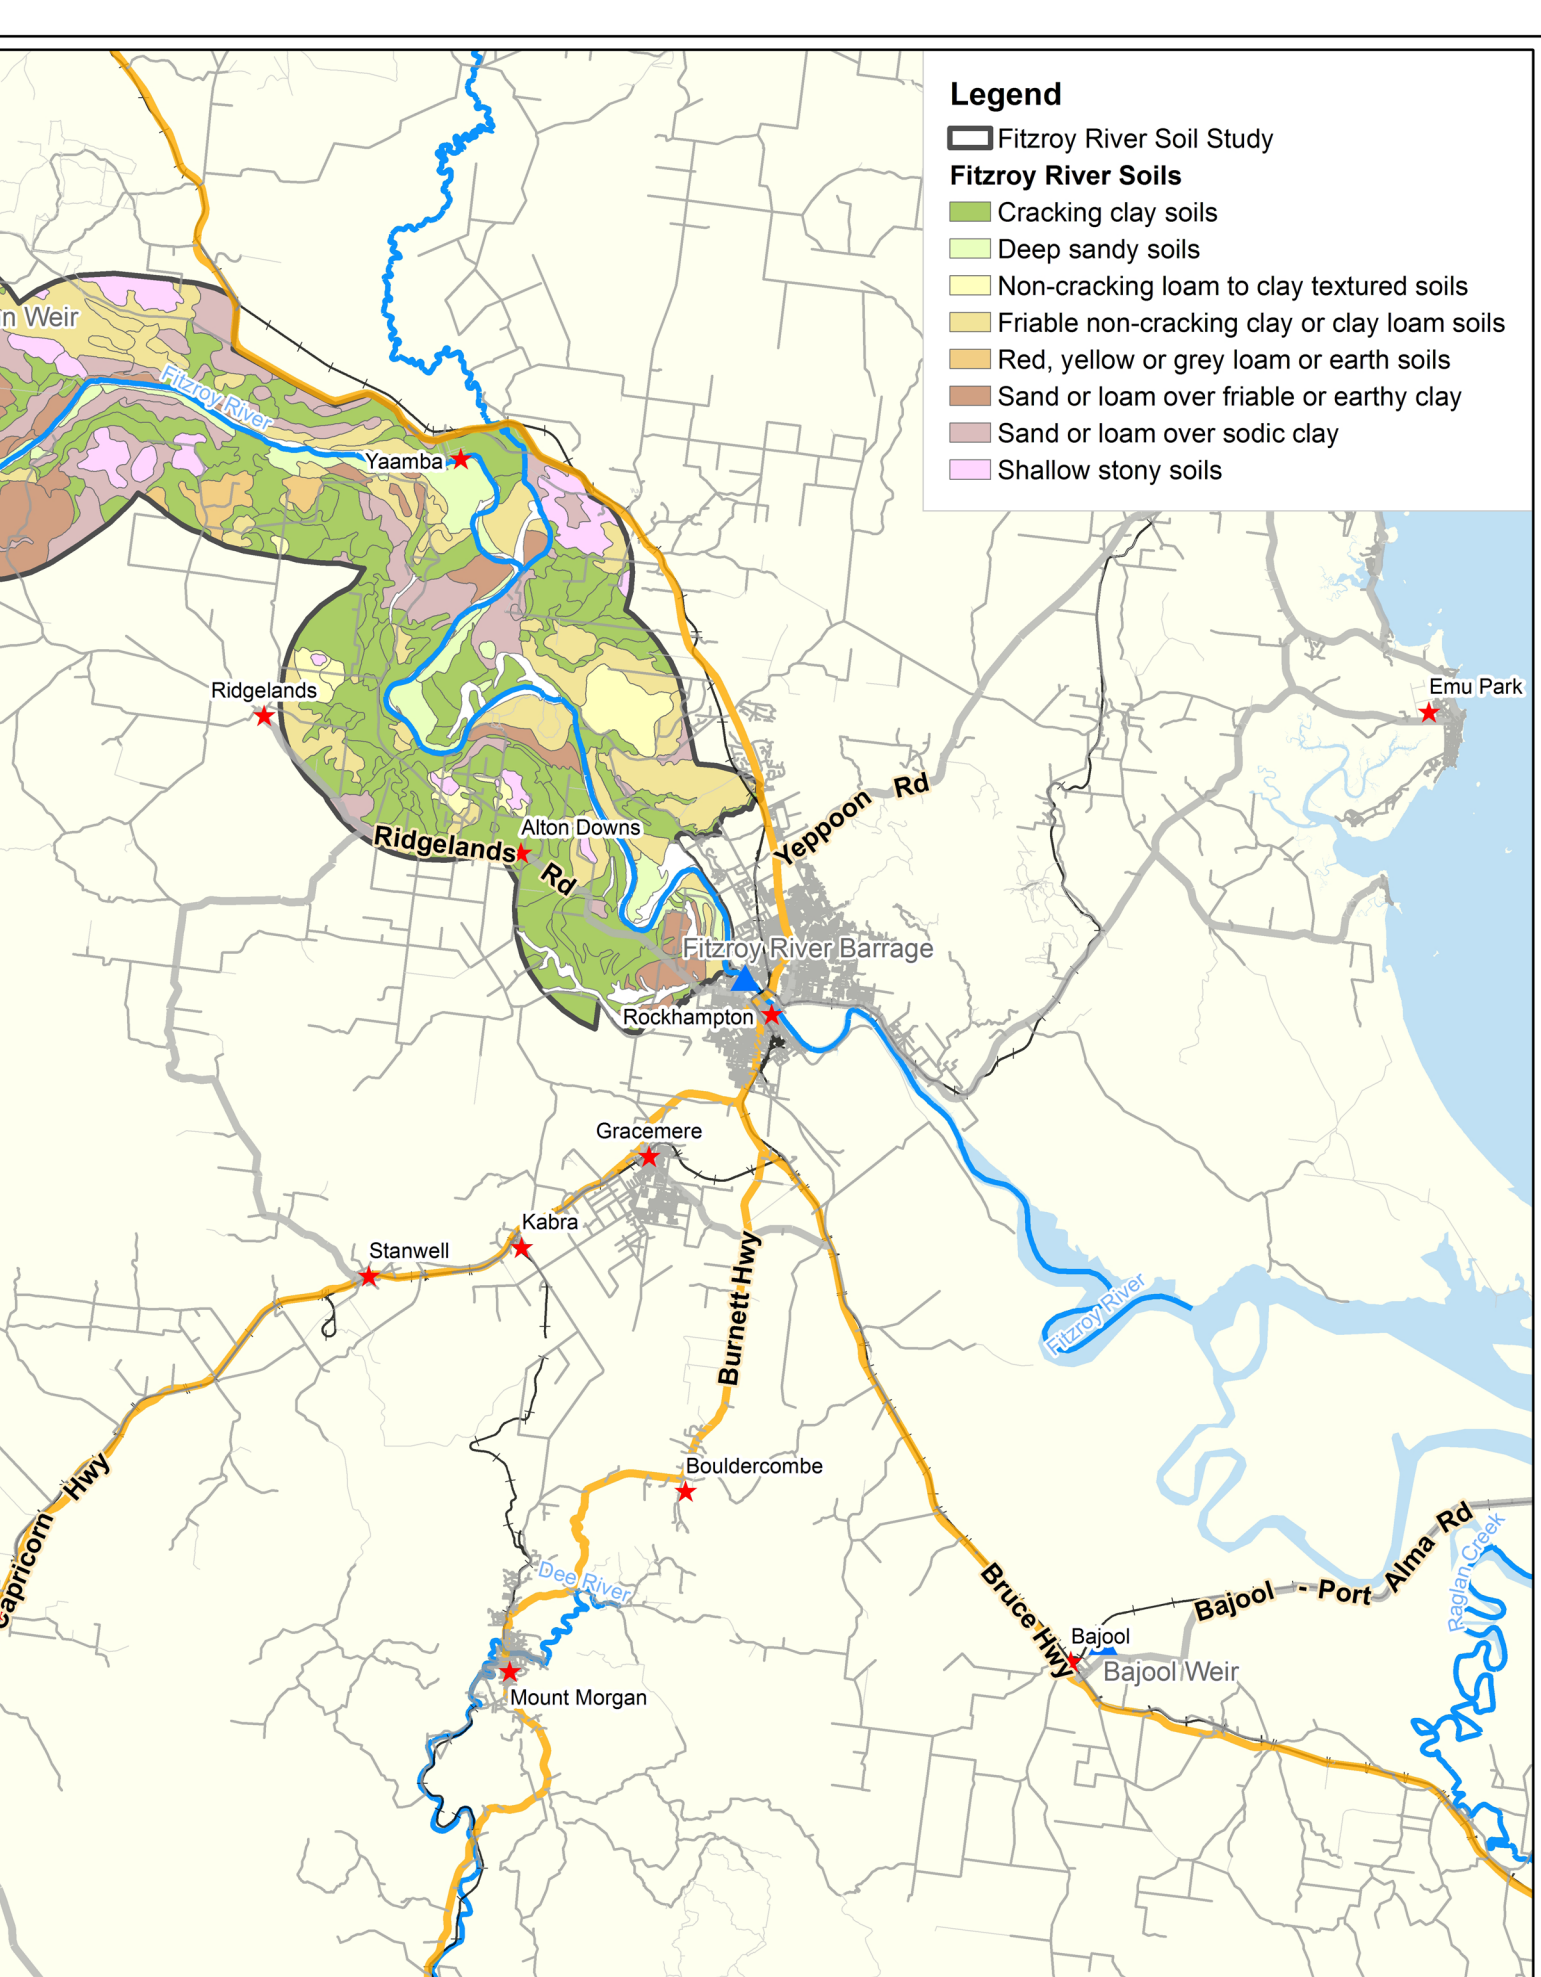 Legend
Fitzroy River Soil Study
Fitzroy River Soils
Cracking clay soils
Deep sandy soils
Non-cracking loam to clay textured soils
Friable non-cracking clay or clay loam soils
Red, yellow or grey loam or earth soils
Sand or loam over friable or earthy clay
Sand or loam over sodic clay
Shallow stony soils
Weir
Fitzroy River
Yaamba
Ridgelands
Emu Park
Yeppoon Rd
Alton Downs
Ridgelands Rd
Fitzroy River Barrage
Rockhampton
Gracemere
Kabra
Stanwell
Burnett Hwy
Fitzroy River
Capricorn Hwy
Bouldercombe
Dee River
Bruce Hwy
Bajool - Port Alma Rd
Raglan Creek
Bajool
Bajool Weir
Mount Morgan